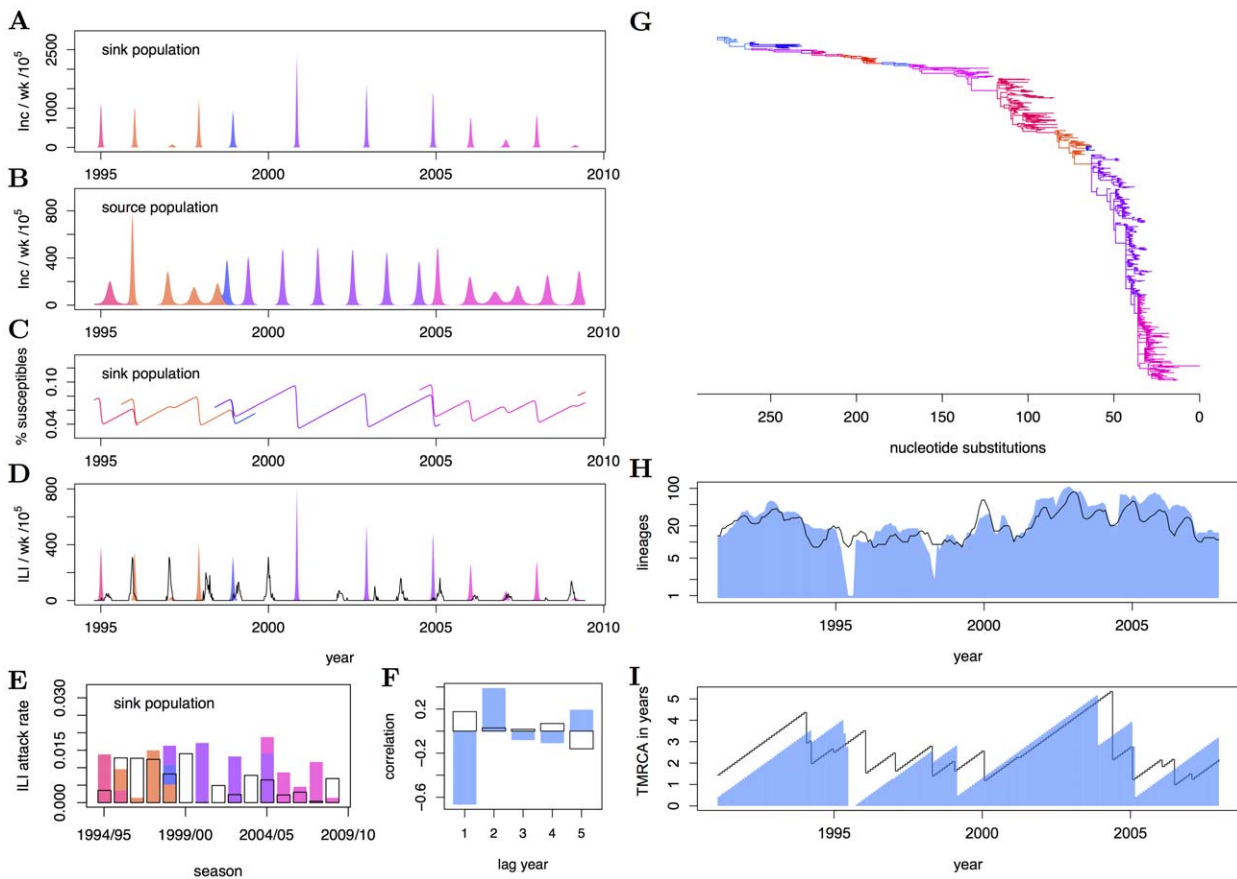 A
sink population
Inc / wk /10^5
0
1000
2500
1995
2000
2005
2010
B
source population
Inc / wk /10^5
0
400
800
1995
2000
2005
2010
C
sink population
% susceptibles
0.04
0.10
1995
2000
2005
2010
D
ILI / wk /10^5
0
400
800
1995
2000
2005
2010
year
E
sink population
ILI attack rate
0.000
0.015
0.030
1994/95
1999/00
2004/05
2009/10
season
F
correlation
0.2
-0.2
-0.6
1
2
3
4
5
lag year
G
250
200
150
100
50
0
nucleotide substitutions
H
lineages
100
20
5
1
1995
2000
2005
year
I
TMRCA in years
5
4
3
2
1
0
1995
2000
2005
year